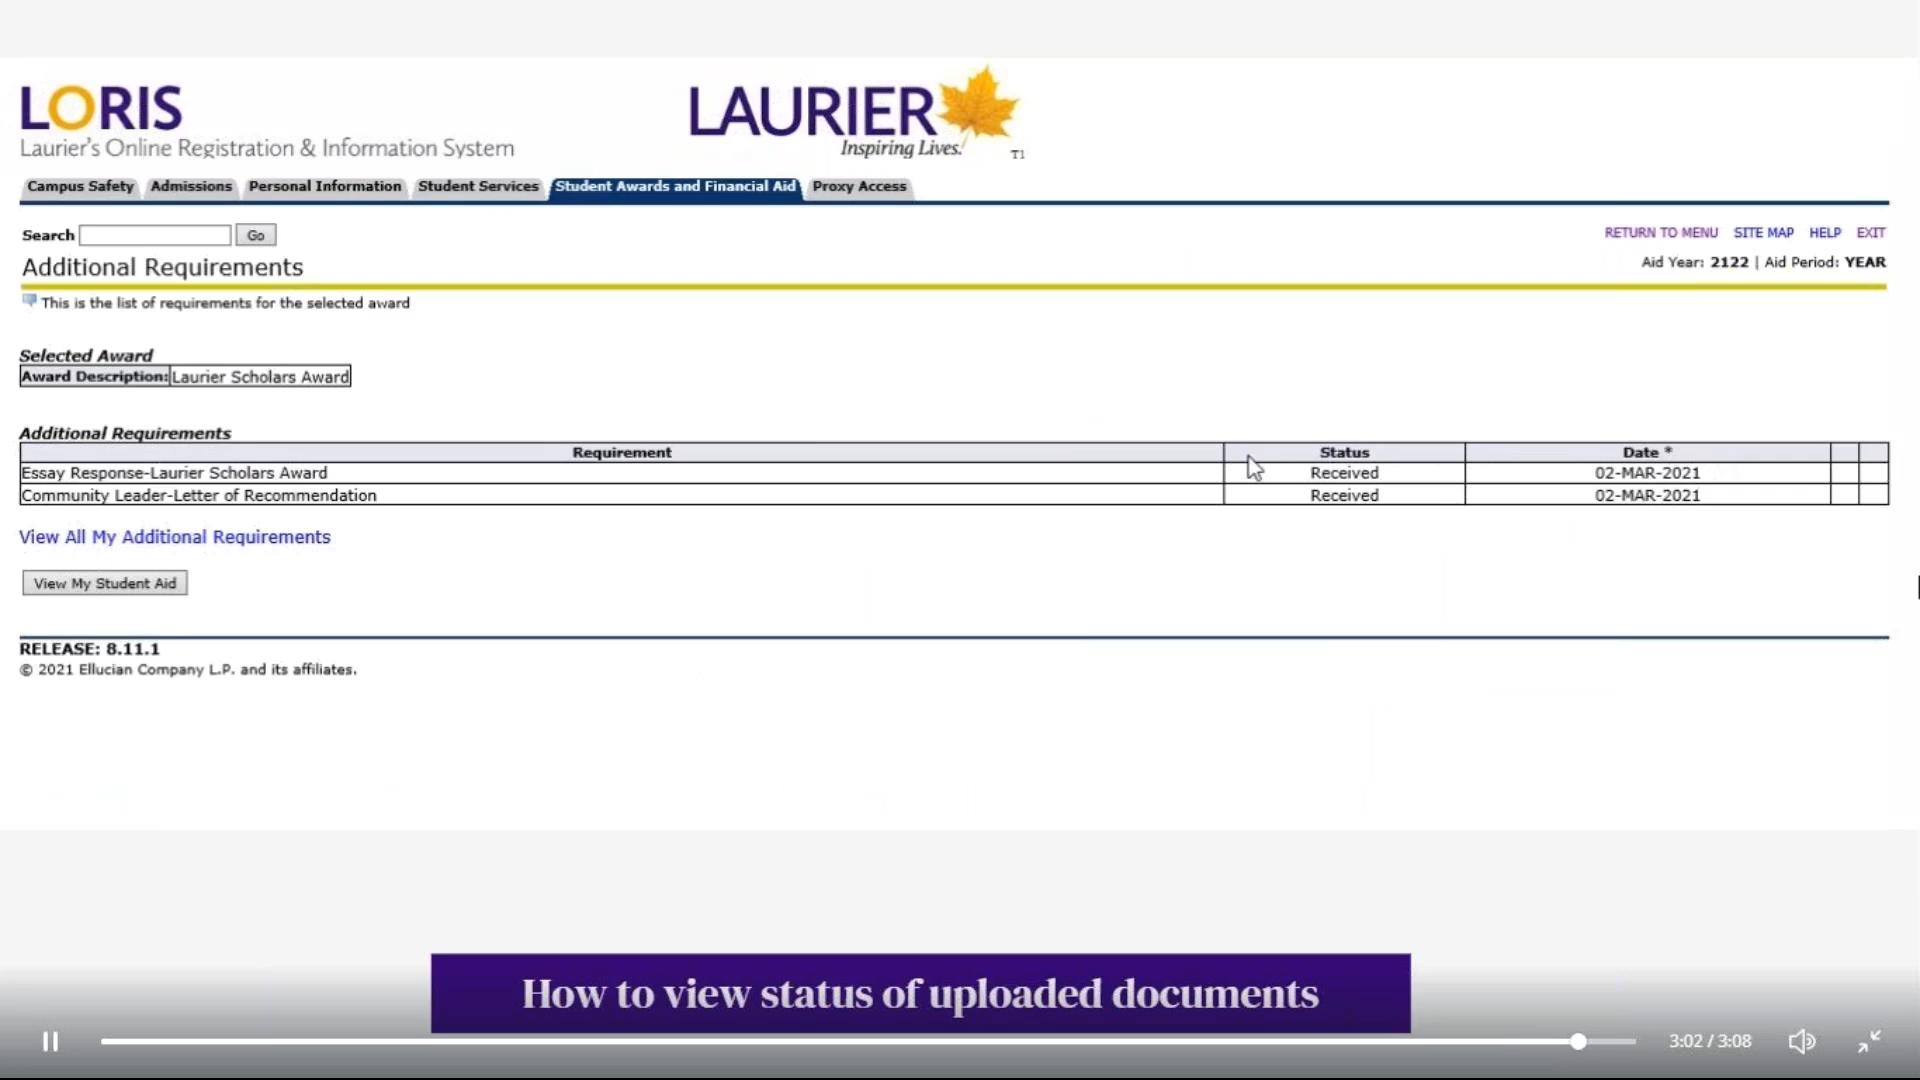 LORIS
Laurier's Online Registration & Information System
LAURIER
Inspiring Lives.
T1
Campus Safety Admissions Personal Information Student Services Student Awards and Financial Aid Proxy Access
Search Go
RETURN TO MENU SITE MAP HELP EXIT
Additional Requirements
Aid Year: 2122 | Aid Period: YEAR
This is the list of requirements for the selected award
Selected Award
Award Description: Laurier Scholars Award
Additional Requirements
Requirement Status Date *
Essay Response-Laurier Scholars Award Received 02-MAR-2021
Community Leader-Letter of Recommendation Received 02-MAR-2021
View All My Additional Requirements
View My Student Aid
RELEASE: 8.11.1
© 2021 Ellucian Company L.P. and its affiliates.
How to view status of uploaded documents
3:02 / 3:08